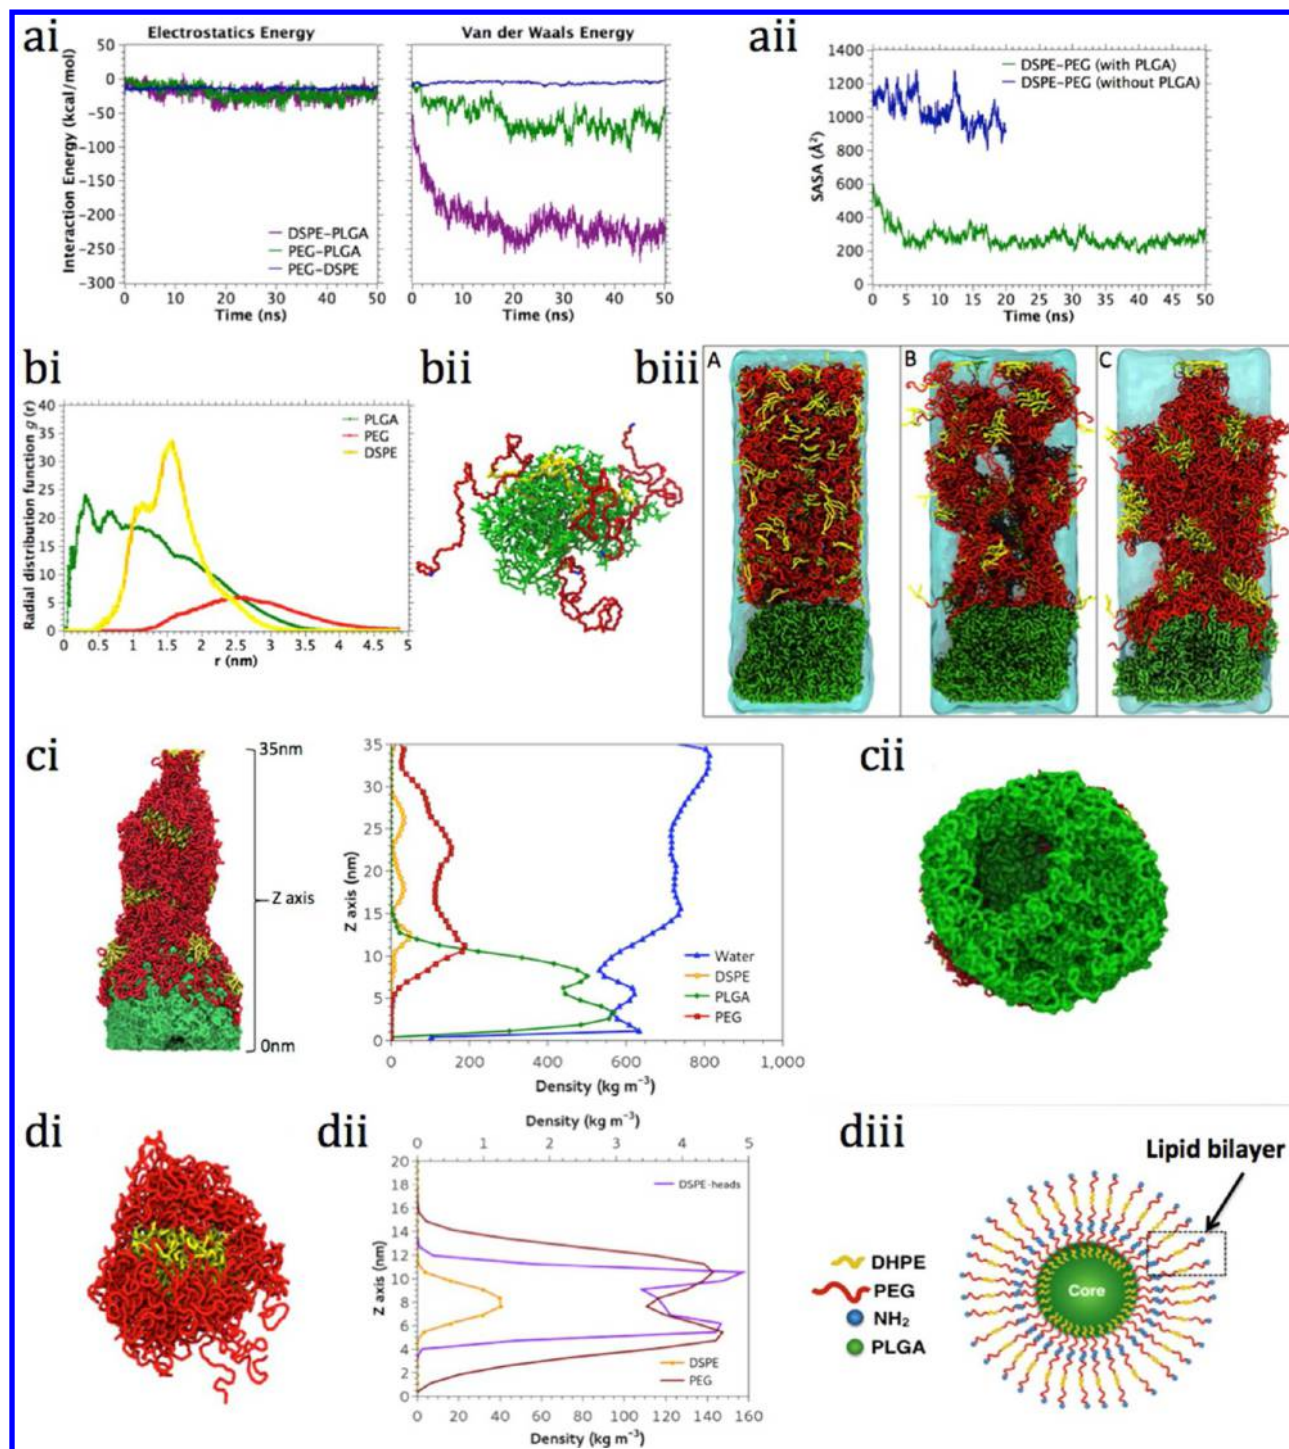 ai
Electrostatics Energy
Van der Waals Energy
Interaction Energy (kcal/mol)
50
0
−50
−100
−150
−200
−250
−300
DSPE–PLGA
PEG–PLGA
PEG–DSPE
0 10 20 30 40 50
Time (ns)
0 10 20 30 40 50
Time (ns)
aii
SASA (Å²)
1400
1200
1000
800
600
400
200
0
DSPE–PEG (with PLGA)
DSPE–PEG (without PLGA)
0 5 10 15 20 25 30 35 40 45 50
Time (ns)
bi
Radial distribution function g (r)
40
35
30
25
20
15
10
5
0
PLGA
PEG
DSPE
0 0.5 1 1.5 2 2.5 3 3.5 4 4.5 5
r (nm)
bii
biii
A
B
C
ci
35nm
Z axis
0nm
Z axis (nm)
35
30
25
20
15
10
5
0
Water
DSPE
PLGA
PEG
0 200 400 600 800 1,000
Density (kg m⁻³)
cii
di
dii
Density (kg m⁻³)
0 1 2 3 4 5
Z axis (nm)
20
18
16
14
12
10
8
6
4
2
0
DSPE-heads
DSPE
PEG
0 20 40 60 80 100 120 140 160
Density (kg m⁻³)
diii
Lipid bilayer
Core
DHPE
PEG
NH₂
PLGA